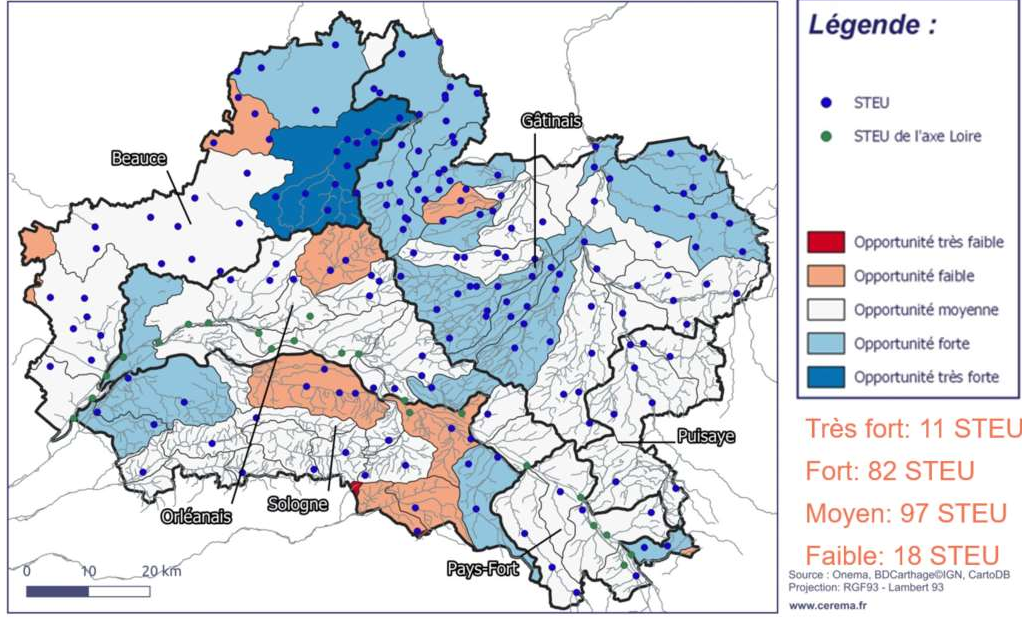 Gâtinais
Beauce
Orléanais
Sologne
Puisaye
Pays-Fort
0 10 20 km
Légende :
STEU
STEU de l'axe Loire
Opportunité très faible
Opportunité faible
Opportunité moyenne
Opportunité forte
Opportunité très forte
Très fort: 11 STEU
Fort: 82 STEU
Moyen: 97 STEU
Faible: 18 STEU
Source : Onema, BDCarthage©IGN, CartoDB
Projection: RGF93 - Lambert 93
www.cerema.fr